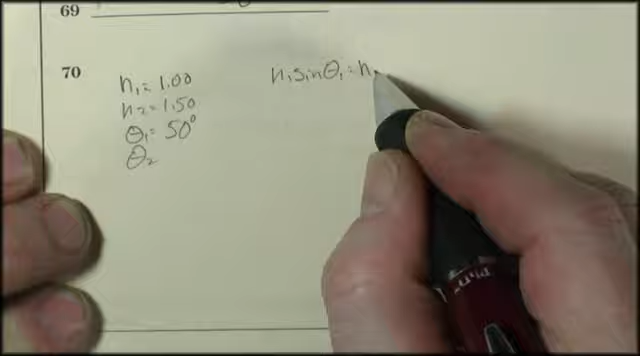 69
70
n₁ = 1.00
n₂ = 1.50
θ₁ = 50°
θ₂
n₁sinθ₁ = n